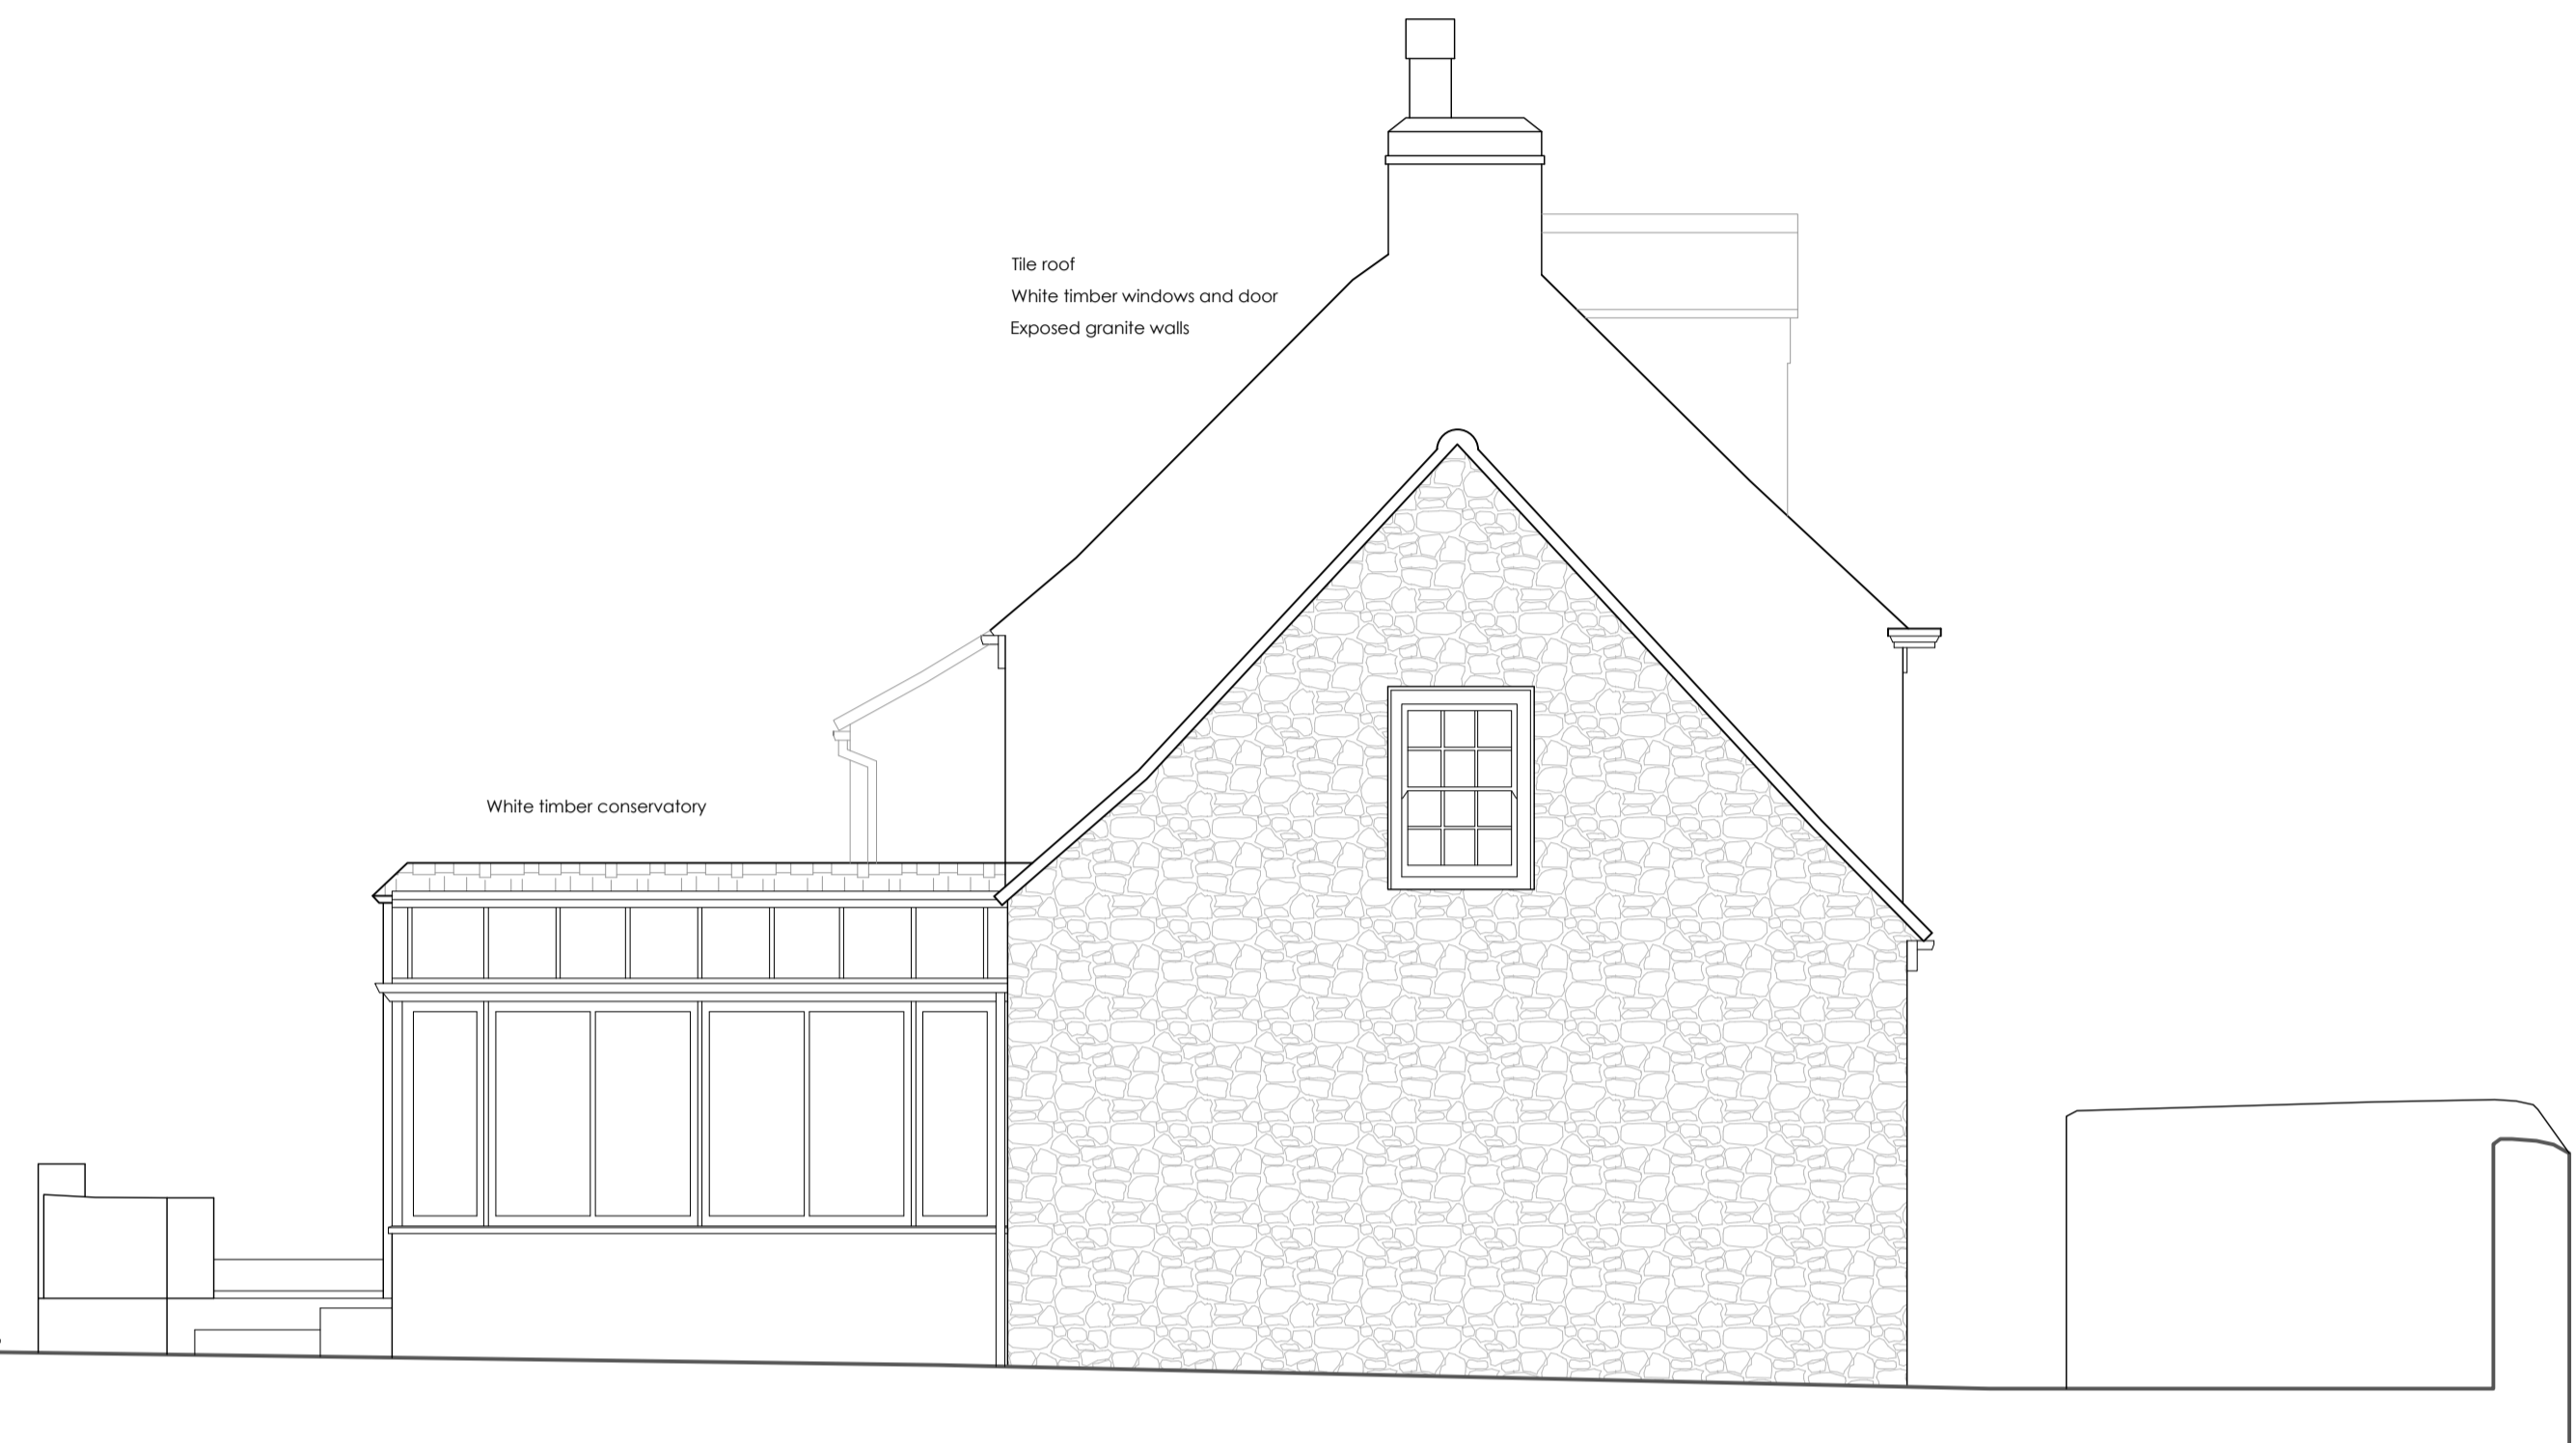 Tile roof
White timber windows and door
Exposed granite walls
White timber conservatory